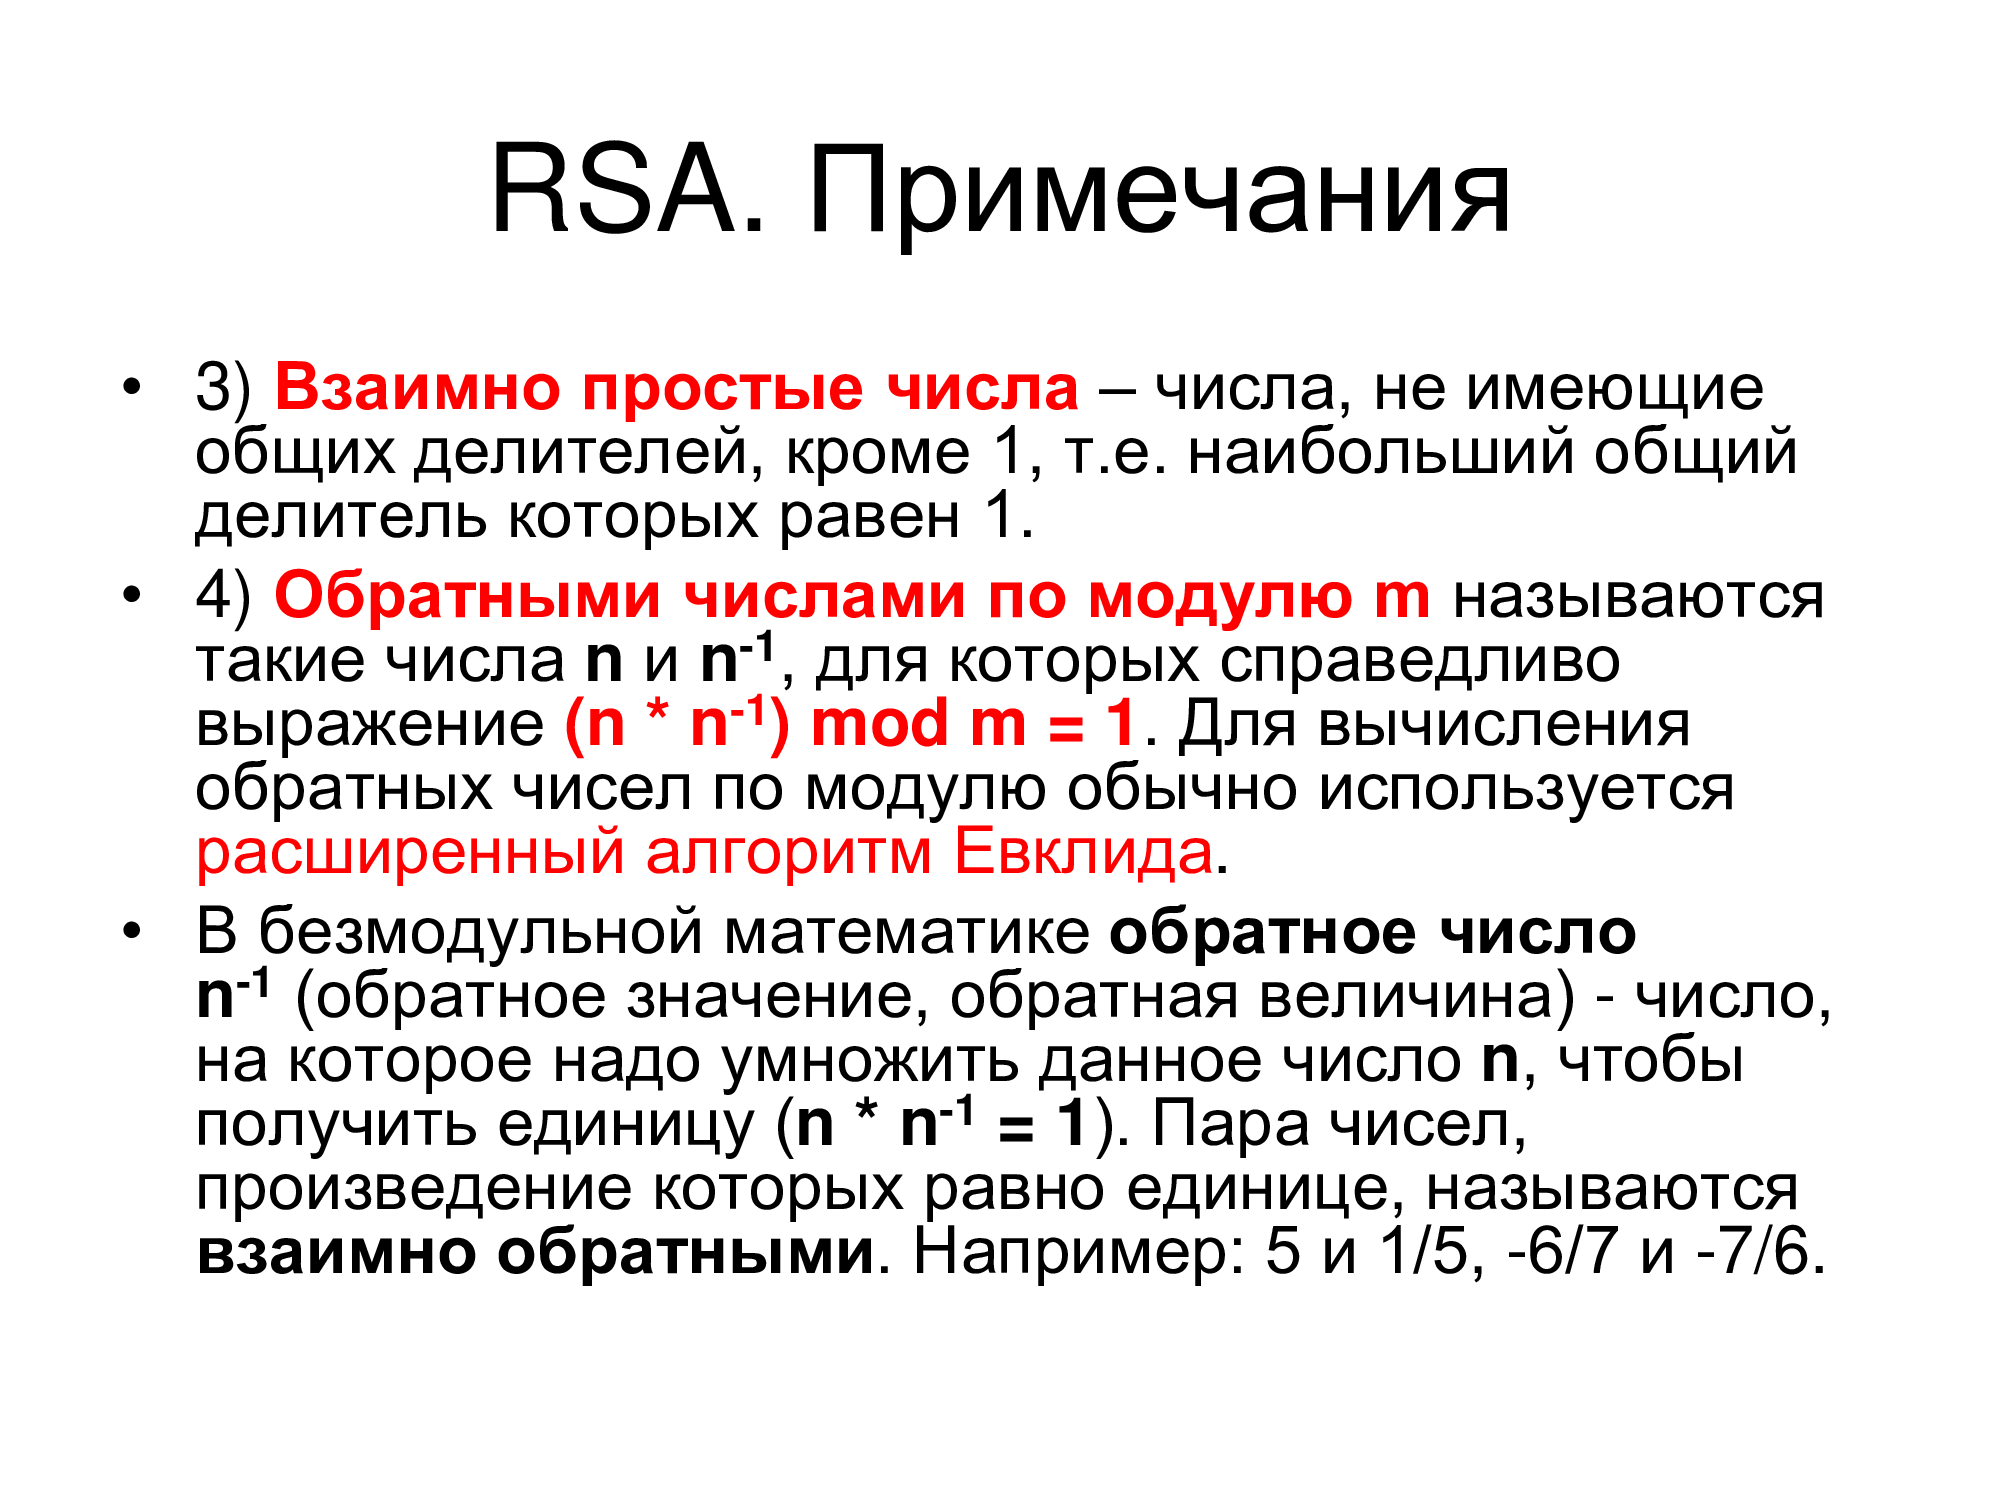 RSA. Примечания
• 3) Взаимно простые числа – числа, не имеющие
общих делителей, кроме 1, т.е. наибольший общий
делитель которых равен 1.
• 4) Обратными числами по модулю m называются
такие числа n и n⁻¹, для которых справедливо
выражение (n * n⁻¹) mod m = 1. Для вычисления
обратных чисел по модулю обычно используется
расширенный алгоритм Евклида.
• В безмодульной математике обратное число
n⁻¹ (обратное значение, обратная величина) - число,
на которое надо умножить данное число n, чтобы
получить единицу (n * n⁻¹ = 1). Пара чисел,
произведение которых равно единице, называются
взаимно обратными. Например: 5 и 1/5, -6/7 и -7/6.